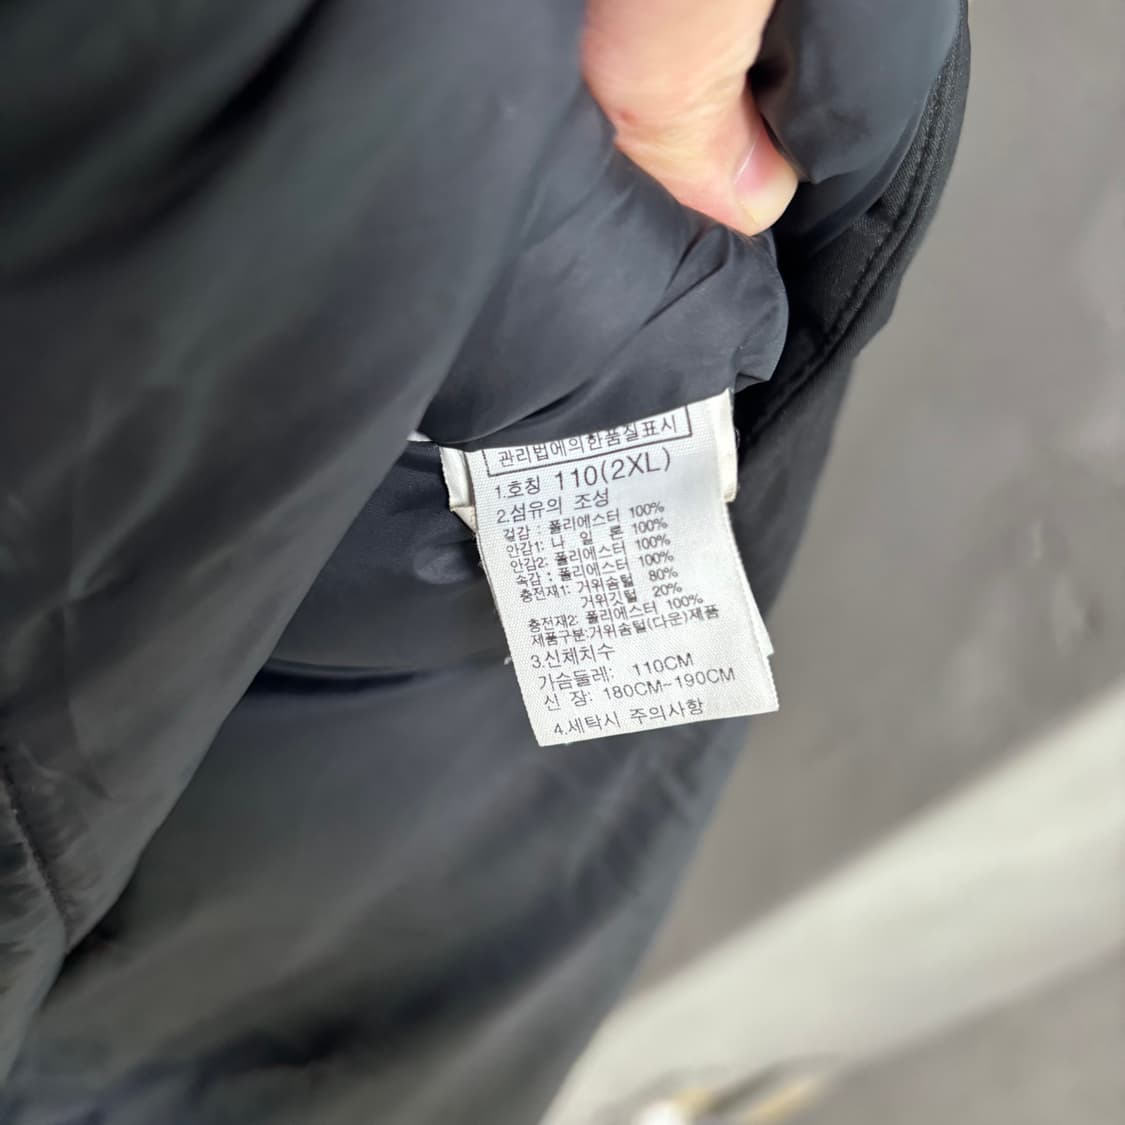 관리법에의한품질표시
1.호칭 110(2XL)
2.섬유의 조성
겉감 : 폴리에스터 100%
안감1: 나 일 론 100%
안감2: 폴리에스터 100%
속감 : 폴리에스터 100%
충전재1: 거위솜털 80%
거위깃털 20%
충전재2: 폴리에스터 100%
제품구분:거위솜털(다운)제품
3.신체치수
가슴둘레: 110CM
신 장: 180CM~190CM
4.세탁시 주의사항